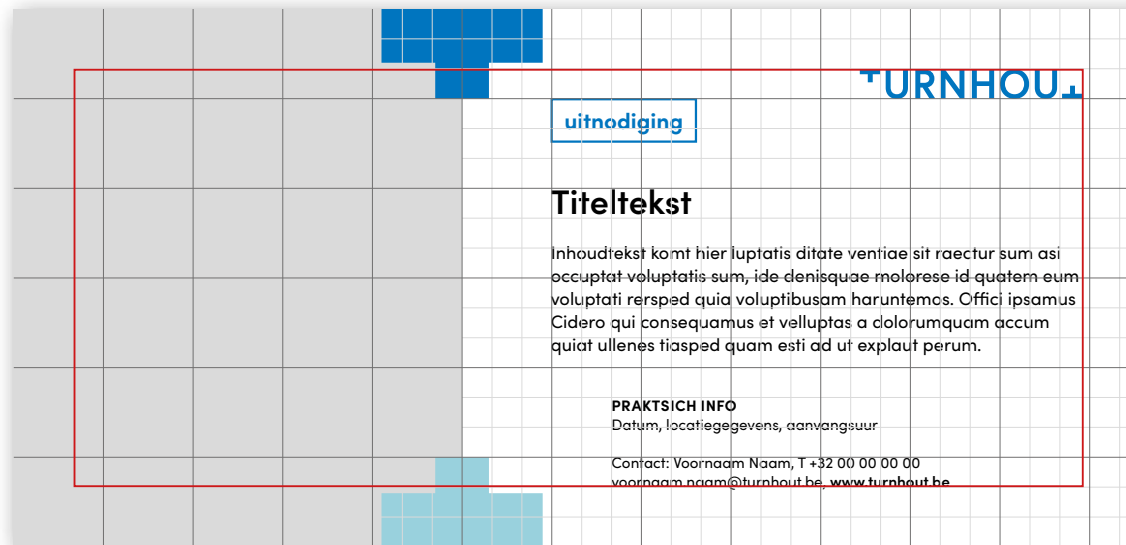 TURNHOUT
uitnodiging
Titeltekst
Inhoudtekst komt hier luptatis ditate ventiae sit raectur sum asi
occuptat voluptatis sum, ide denisquae molorese id quatem eum
voluptati rersped quia voluptibusam haruntemos. Offici ipsamus
Cidero qui consequamus et velluptas a dolorumquam accum
quiat ullenes tiasped quam esti ad ut explaut perum.
PRAKTSICH INFO
Datum, locatiegegevens, aanvangsuur
Contact: Voornaam Naam, T +32 00 00 00 00
voornaam.naam@turnhout.be, www.turnhout.be